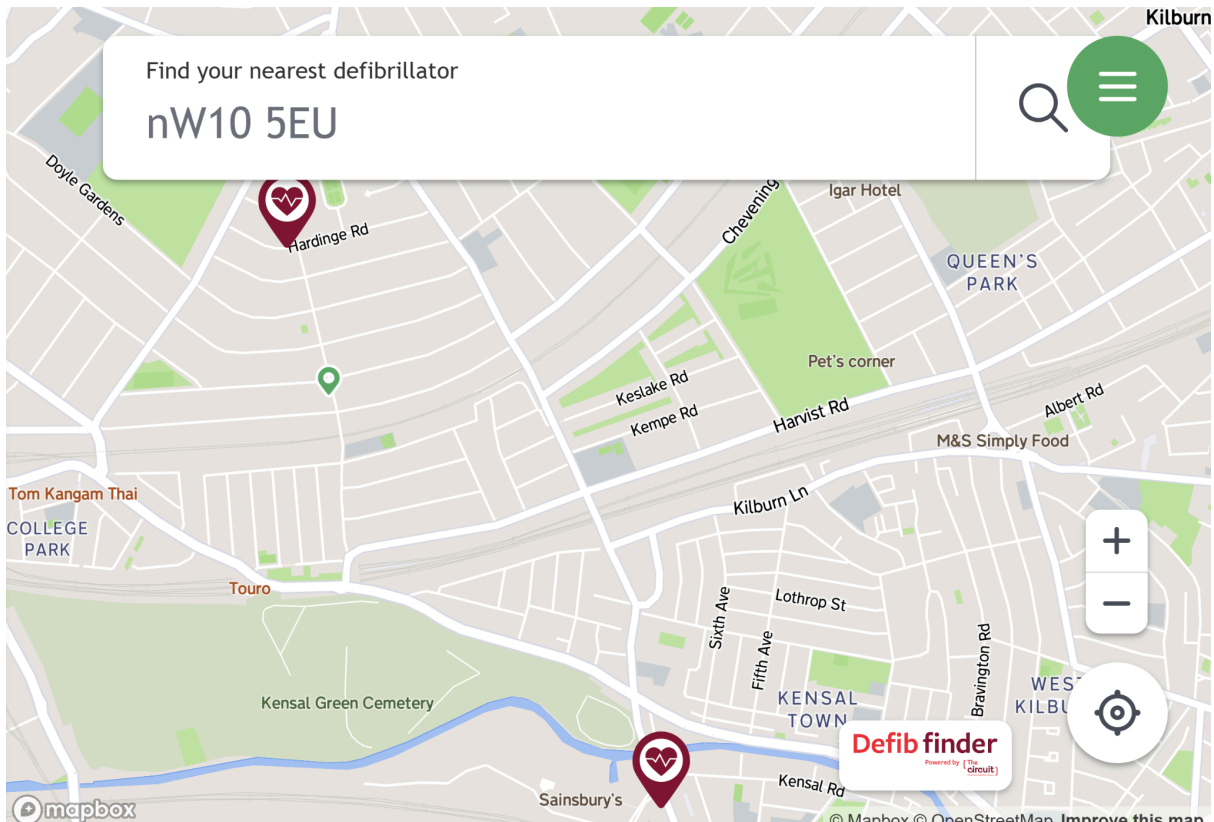 Kilburn
Find your nearest defibrillator
nW10 5EU
Doyle Gardens
Igar Hotel
Chevening
Hardinge Rd
QUEEN'S
PARK
Pet's corner
Keslake Rd
Albert Rd
Kempe Rd
Harvist Rd
M&S Simply Food
Tom Kangam Thai
Kilburn Ln
COLLEGE
PARK
Touro
Sixth Ave
Lothrop St
Fifth Ave
Bravington Rd
Kensal Green Cemetery
KENSAL
TOWN
WEST
KILBU
Defib finder
Powered by The circuit
Kensal Rd
Sainsbury's
mapbox
© Mapbox © OpenStreetMap Improve this map